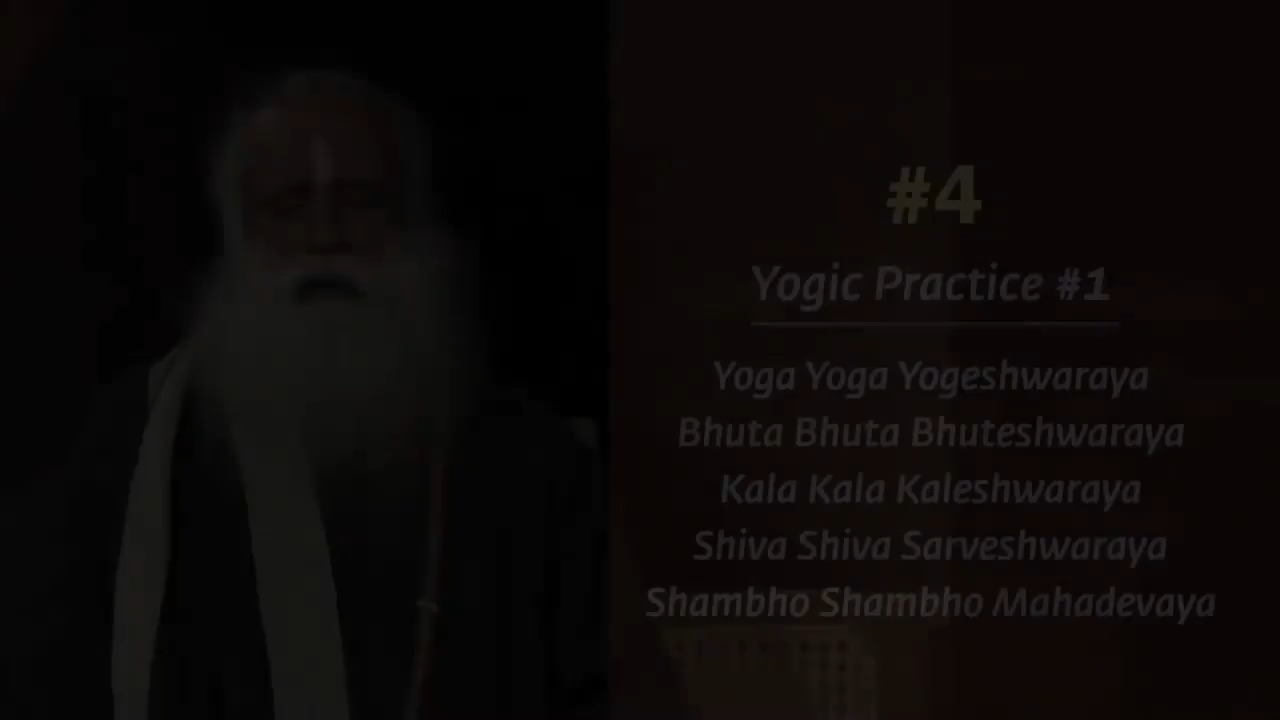 #4
Yogic Practice #1
Yoga Yoga Yogeshwaraya
Bhuta Bhuta Bhuteshwaraya
Kala Kala Kaleshwaraya
Shiva Shiva Sarveshwaraya
Shambho Shambho Mahadevaya